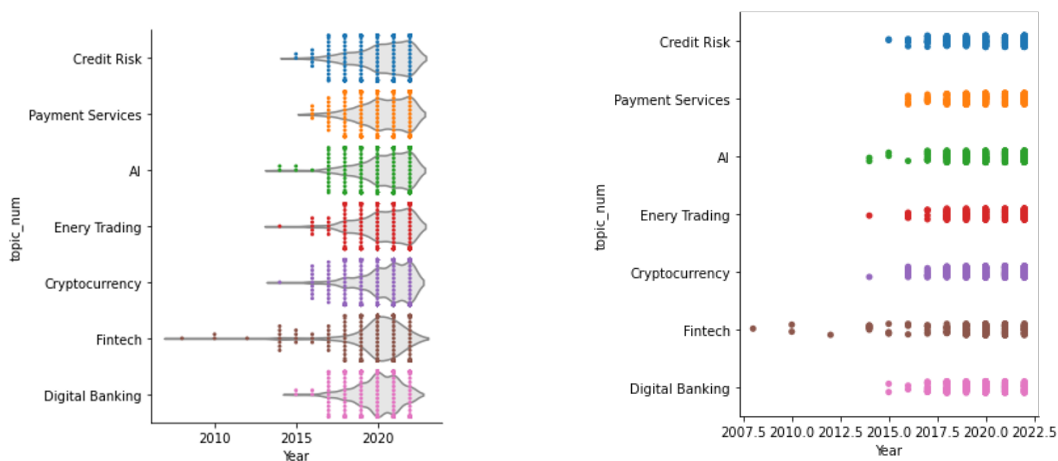 Credit Risk
Payment Services
AI
Enery Trading
Cryptocurrency
Fintech
Digital Banking
topic_num
2010 2015 2020
Year
Credit Risk
Payment Services
AI
Enery Trading
Cryptocurrency
Fintech
Digital Banking
topic_num
2007.5 2010.0 2012.5 2015.0 2017.5 2020.0 2022.5
Year